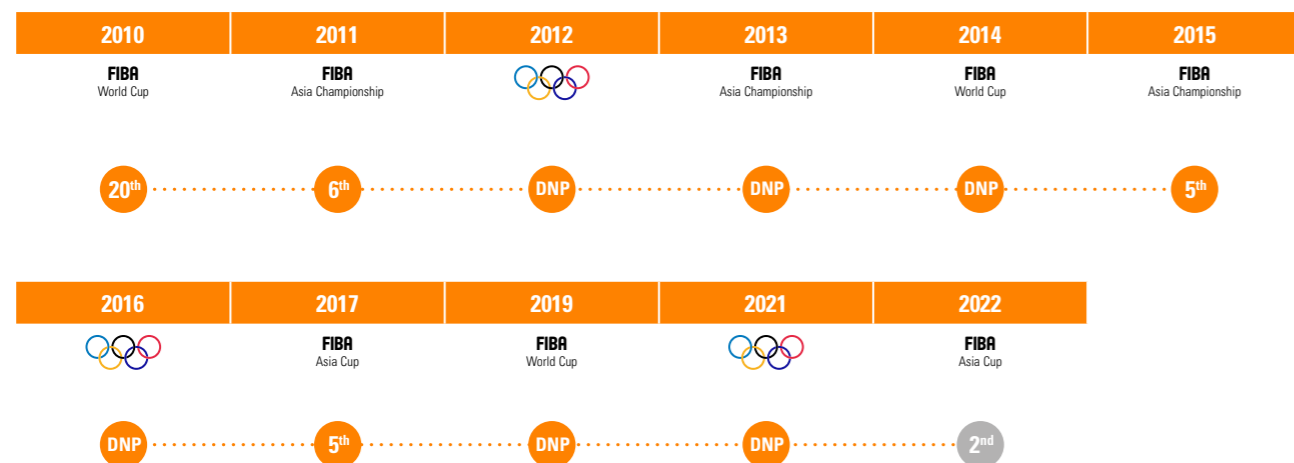 2010 2011 2012 2013 2014 2015
FIBA FIBA FIBA FIBA FIBA
World Cup Asia Championship Asia Championship World Cup Asia Championship
20th 6th DNP DNP DNP 5th
2016 2017 2019 2021 2022
FIBA FIBA FIBA
Asia Cup World Cup Asia Cup
DNP 5th DNP DNP 2nd